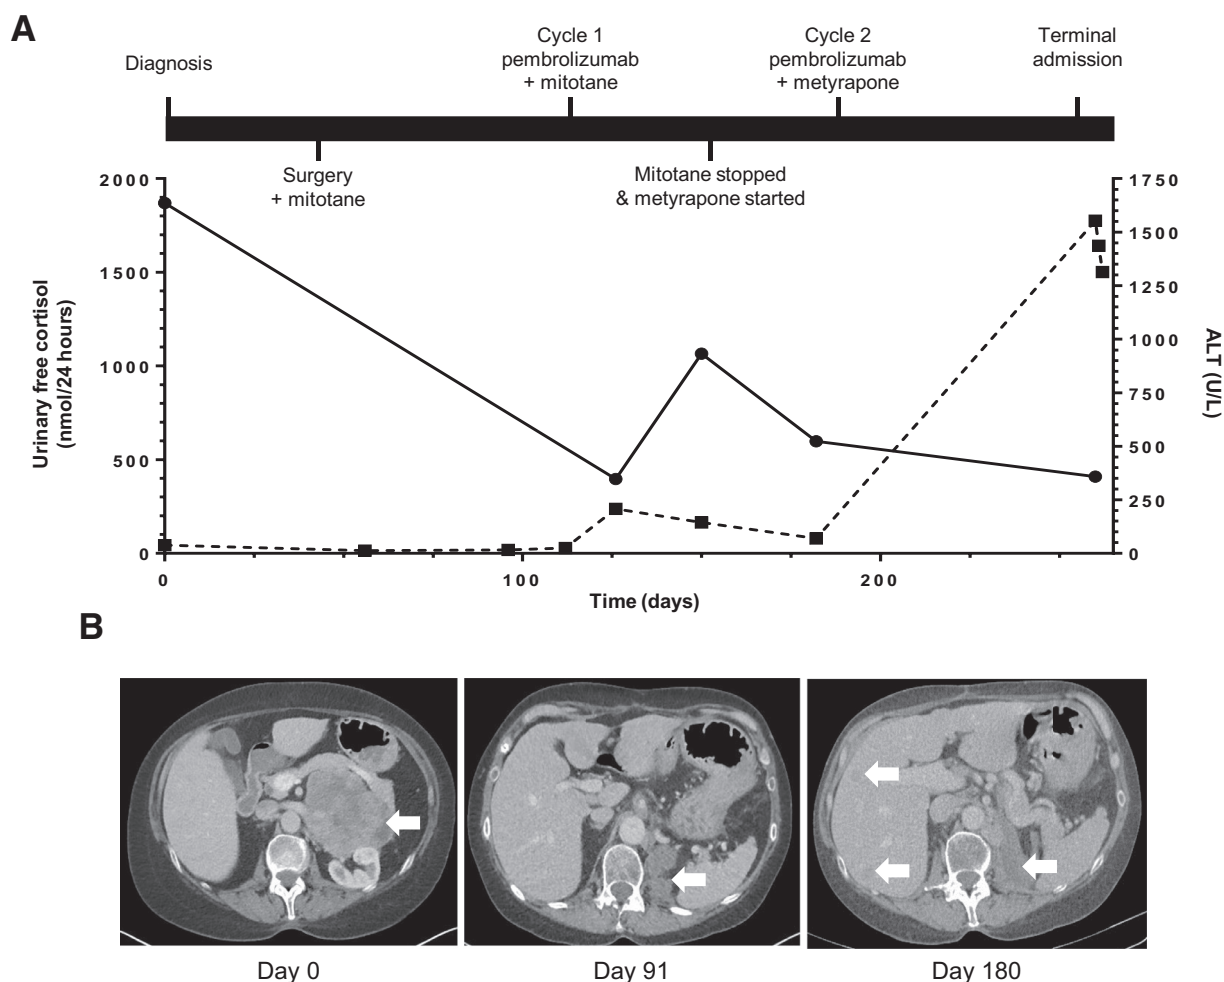 A
Diagnosis
Cycle 1
pembrolizumab
+ mitotane
Cycle 2
pembrolizumab
+ metyrapone
Terminal
admission
Surgery
+ mitotane
Mitotane stopped
& metyrapone started
Urinary free cortisol
(nmol/24 hours)
2000
1500
1000
500
0
1750
1500
1250
1000
750
500
250
0
ALT (U/L)
0
100
200
Time (days)
B
Day 0
Day 91
Day 180